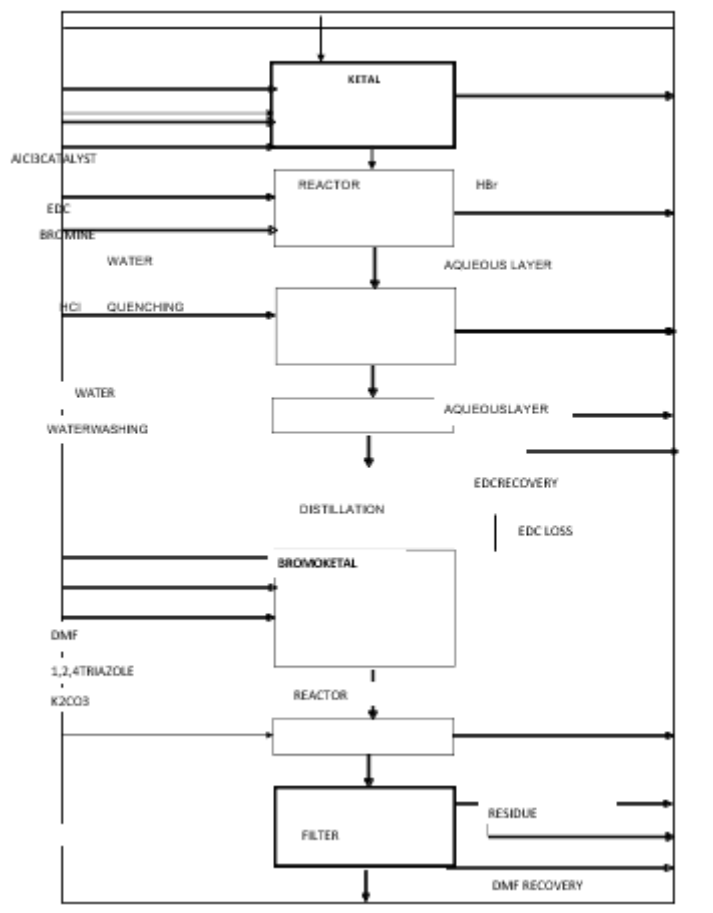 KETAL
AlCl3CATALYST
REACTOR HBr
EDC
BROMINE
WATER AQUEOUS LAYER
HCl QUENCHING
WATER
AQUEOUSLAYER
WATERWASHING
EDCRECOVERY
DISTILLATION
EDC LOSS
BROMOKETAL
DMF
1,2,4TRIAZOLE
REACTOR
K2CO3
RESIDUE
FILTER
DMF RECOVERY